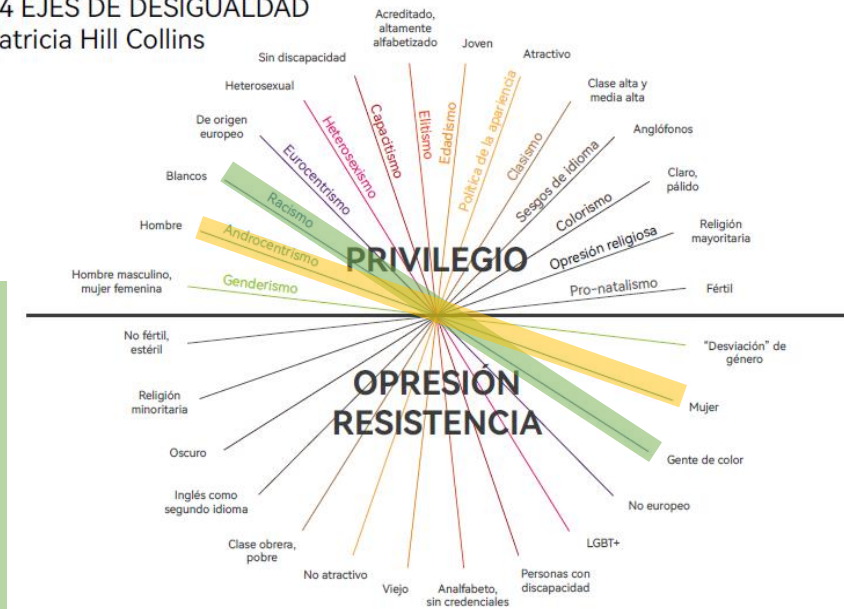 4 EJES DE DESIGUALDAD
atricia Hill Collins
Acreditado,
altamente
alfabetizado
Joven
Atractivo
Sin discapacidad
Clase alta y
media alta
Heterosexual
De origen
europeo
Anglófonos
Blancos
Claro,
pálido
Hombre
Religión
mayoritaria
Hombre masculino,
mujer femenina
Fértil
Genderismo
Androcentrismo
Racismo
Eurocentrismo
Heterosexismo
Capacitismo
Elitismo
Edadismo
Política de la apariencia
Clasismo
Sesgos de idioma
Colorismo
Opresión religiosa
Pro-natalismo
PRIVILEGIO
OPRESIÓN
RESISTENCIA
No fértil,
estéril
"Desviación" de
género
Religión
minoritaria
Mujer
Oscuro
Gente de color
Inglés como
segundo idioma
No europeo
Clase obrera,
pobre
LGBT+
No atractivo
Viejo
Analfabeto,
sin credenciales
Personas con
discapacidad